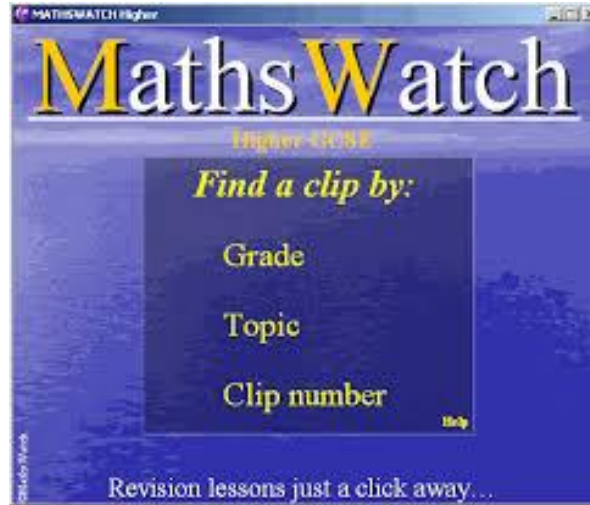 MATHSWATCH Higher
MathsWatch
Higher GCSE
Find a clip by:
Grade
Topic
Clip number
Help
Revision lessons just a click away...